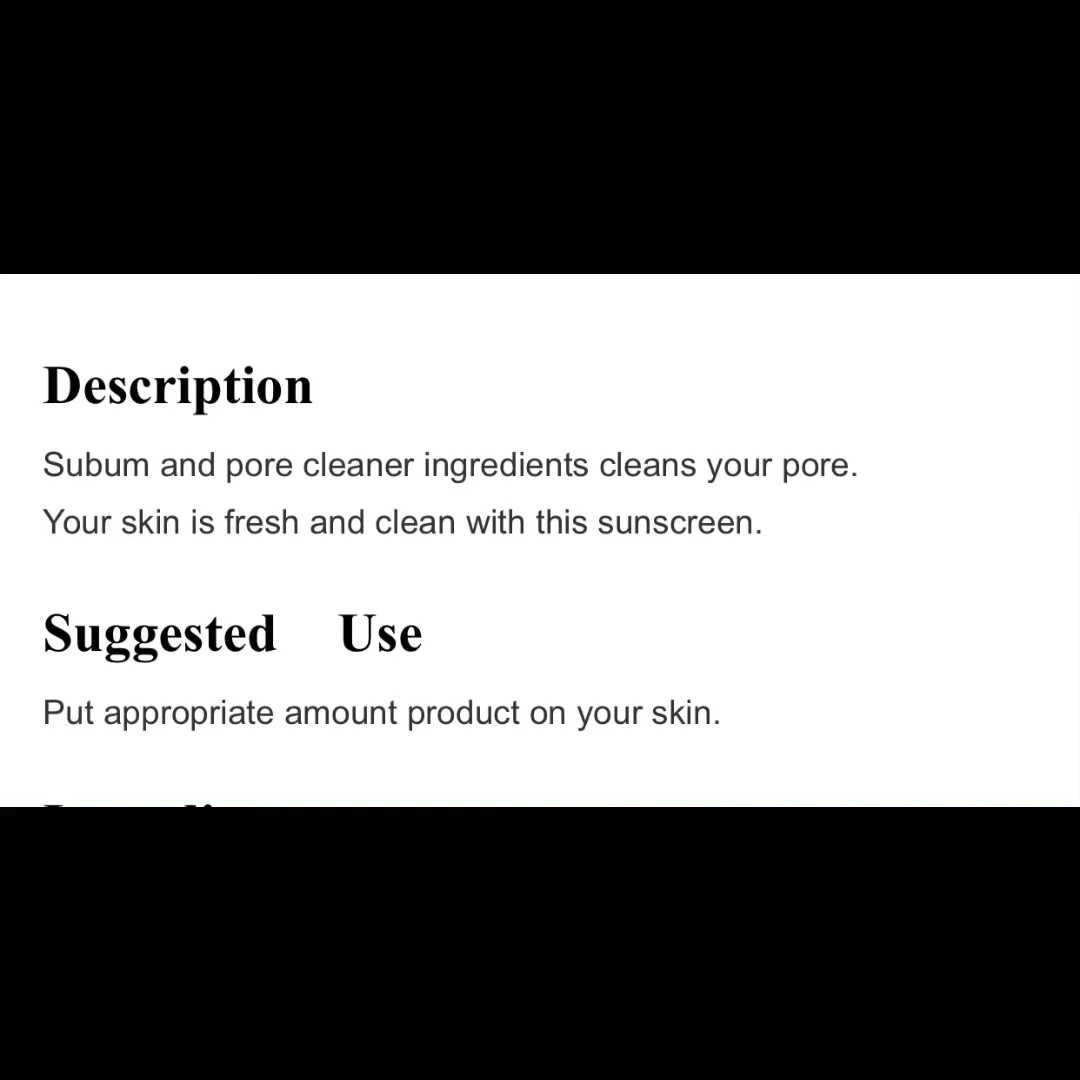 Description
Subum and pore cleaner ingredients cleans your pore.
Your skin is fresh and clean with this sunscreen.
Suggested Use
Put appropriate amount product on your skin.